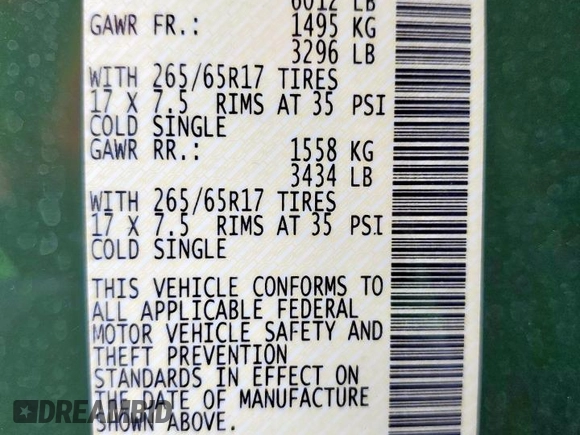 6012 LB
GAWR FR.: 1495 KG
3296 LB
WITH 265/65R17 TIRES
17 X 7.5 RIMS AT 35 PSI
COLD SINGLE
GAWR RR.: 1558 KG
3434 LB
WITH 265/65R17 TIRES
17 X 7.5 RIMS AT 35 PSI
COLD SINGLE
THIS VEHICLE CONFORMS TO
ALL APPLICABLE FEDERAL
MOTOR VEHICLE SAFETY AND
THEFT PREVENTION
STANDARDS IN EFFECT ON
THE DATE OF MANUFACTURE
SHOWN ABOVE.
DREAMBID